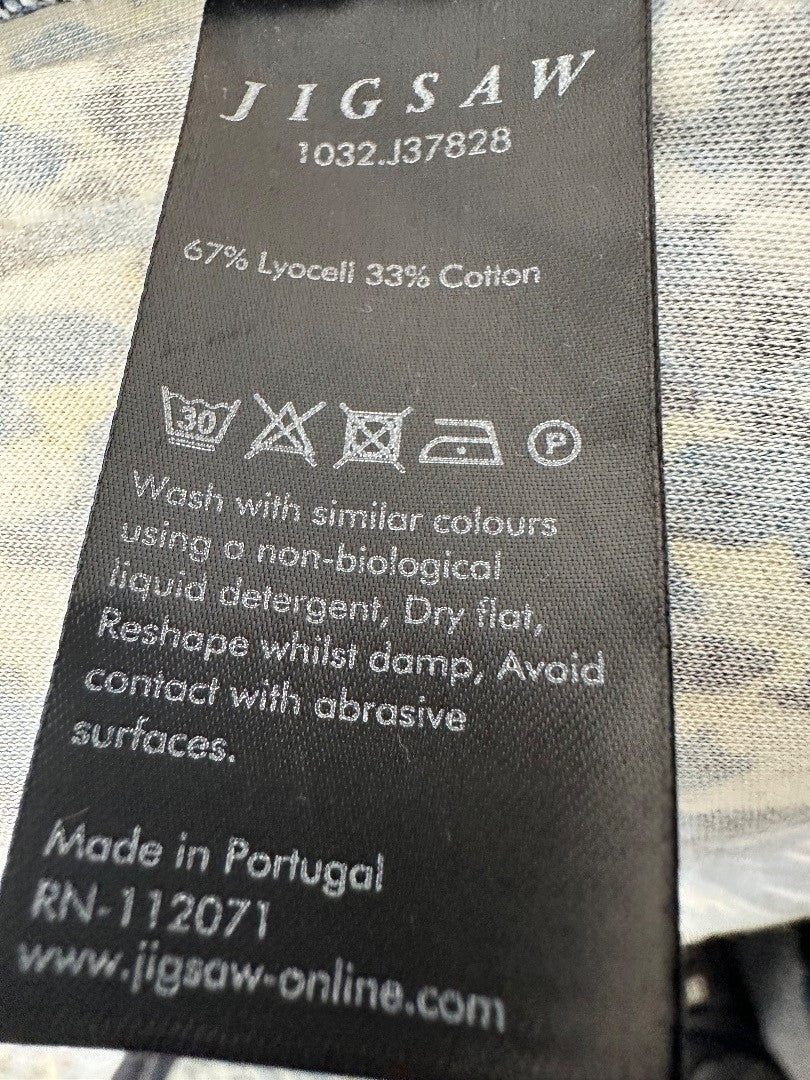 JIGSAW
1032.J37828
67% Lyocell 33% Cotton
30
P
Wash with similar colours
using a non-biological
liquid detergent, Dry flat,
Reshape whilst damp, Avoid
contact with abrasive
surfaces.
Made in Portugal
RN-112071
www.jigsaw-online.com